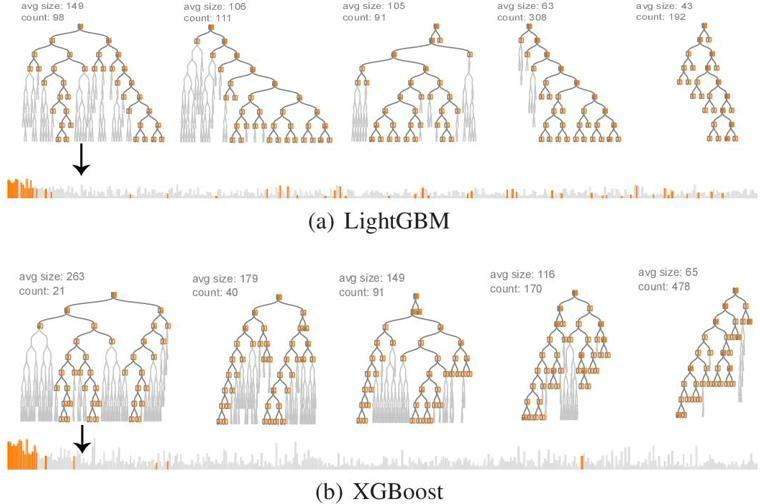 avg size: 149
count: 98
avg size: 106
count: 111
avg size: 105
count: 91
avg size: 63
count: 308
avg size: 43
count: 192
(a) LightGBM
avg size: 263
count: 21
avg size: 179
count: 40
avg size: 149
count: 91
avg size: 116
count: 170
avg size: 65
count: 478
(b) XGBoost